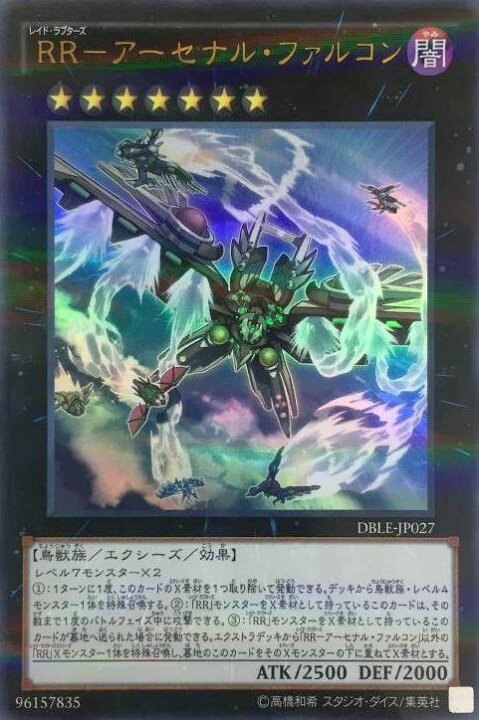 レイド・ラプターズ
RR－アーセナル・ファルコン
やみ
闇
DBLE-JP027
【鳥獣族／エクシーズ／効果】
レベル７モンスター×２
①：１ターンに１度、このカードのX素材を１つ取り除いて発動できる。デッキから鳥獣族・レベル４
モンスター１体を特殊召喚する。②：「RR」モンスターをX素材として持っているこのカードは、その
数まで１度のバトルフェイズ中に攻撃できる。③：「RR」モンスターをX素材として持っているこの
カードが墓地へ送られた場合に発動できる。エクストラデッキから「RR－アーセナル・ファルコン」以外の
「RR」Xモンスター１体を特殊召喚し、墓地のこのカードをそのXモンスターの下に重ねてX素材とする。
ATK/2500 DEF/2000
96157835
©高橋和希 スタジオ・ダイス/集英社